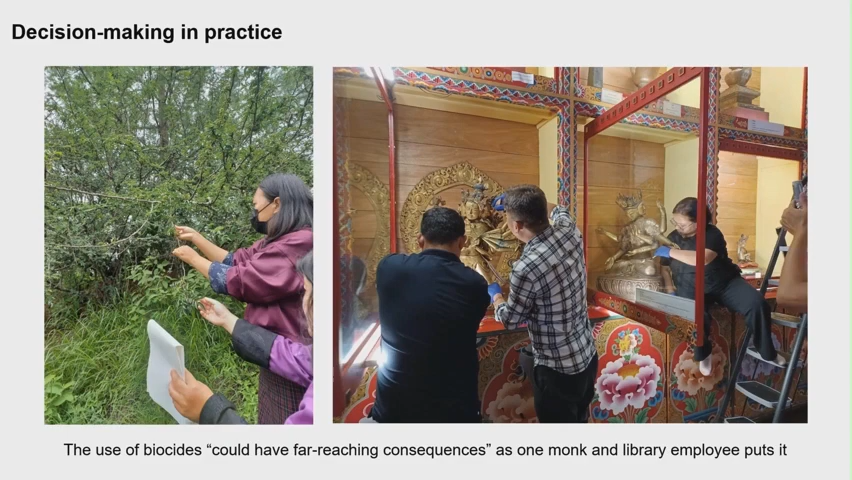 Decision-making in practice
The use of biocides “could have far-reaching consequences” as one monk and library employee puts it